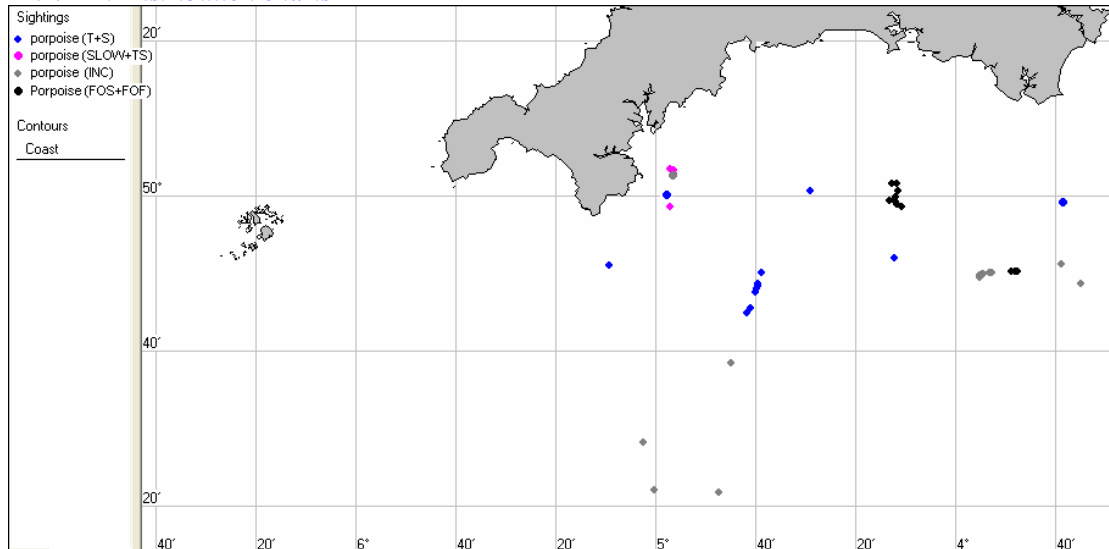 Sightings
porpoise (T+S)
porpoise (SLOW+TS)
porpoise (INC)
Porpoise (FOS+FOF)
Contours
Coast
20´
50°
40´
20´
40´ 20´ 6° 40´ 20´ 5° 40´ 20´ 4° 40´